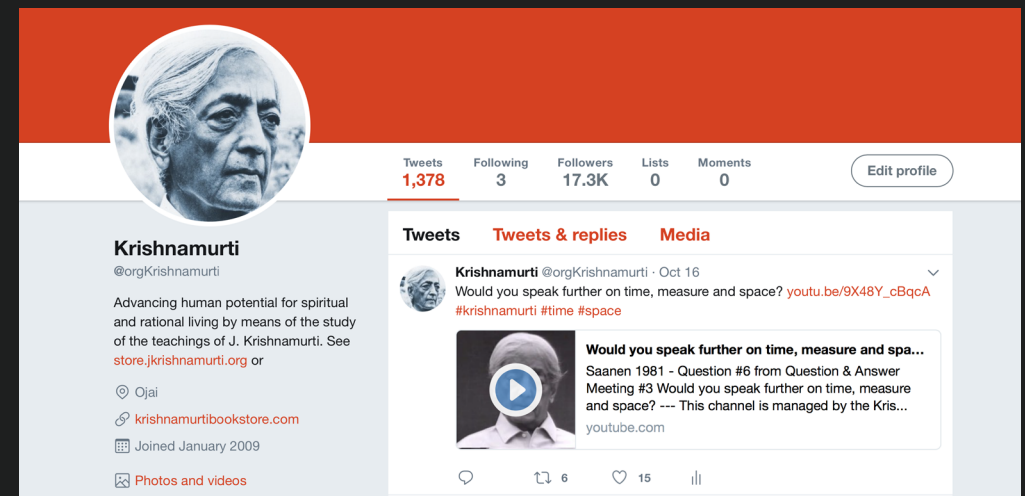 Tweets
1,378
Following
3
Followers
17.3K
Lists
0
Moments
0
Edit profile
Krishnamurti
@orgKrishnamurti
Advancing human potential for spiritual
and rational living by means of the study
of the teachings of J. Krishnamurti. See
store.jkrishnamurti.org or
Ojai
krishnamurtibookstore.com
Joined January 2009
Photos and videos
Tweets
Tweets & replies
Media
Krishnamurti @orgKrishnamurti · Oct 16
Would you speak further on time, measure and space? youtu.be/9X48Y_cBqcA
#krishnamurti #time #space
Would you speak further on time, measure and spa...
Saanen 1981 - Question #6 from Question & Answer
Meeting #3 Would you speak further on time, measure
and space? --- This channel is managed by the Kris...
youtube.com
6
15